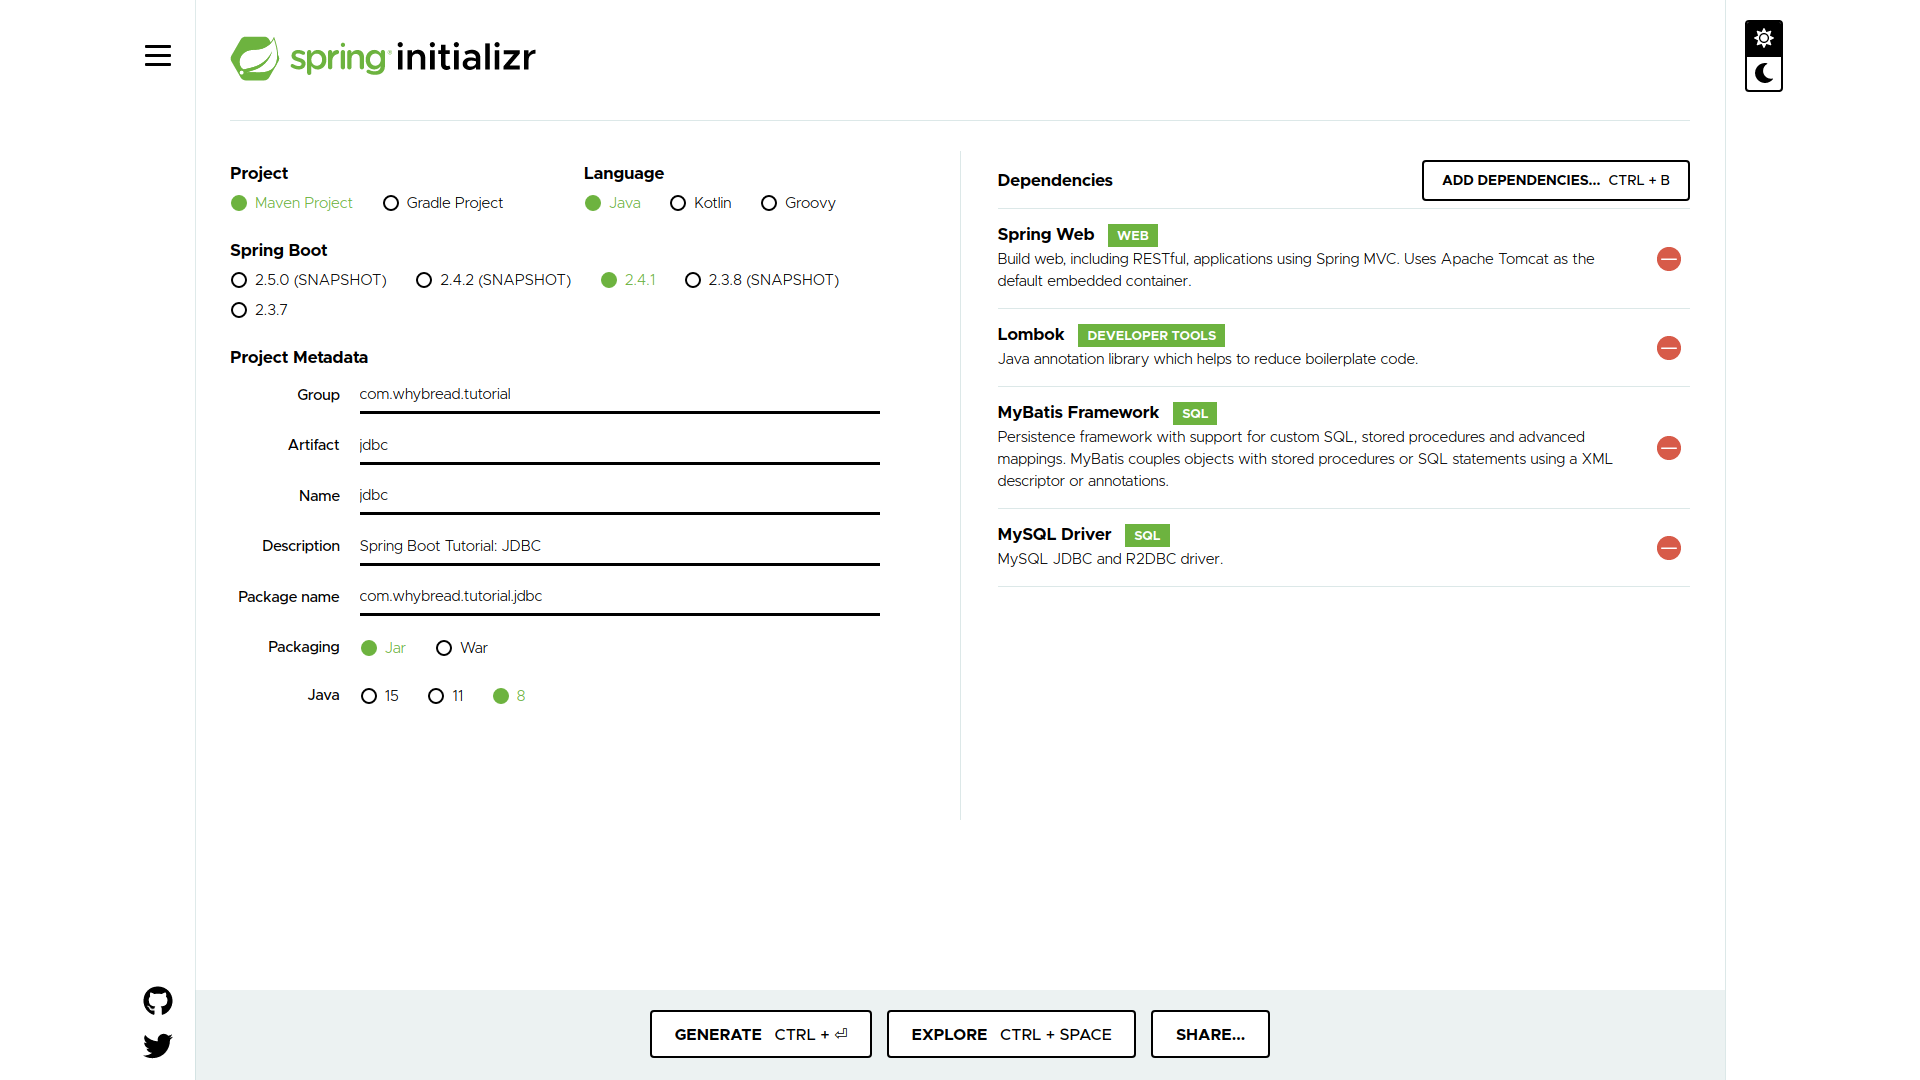 spring initializr
Project
Maven Project
Gradle Project
Language
Java
Kotlin
Groovy
Spring Boot
2.5.0 (SNAPSHOT)
2.4.2 (SNAPSHOT)
2.4.1
2.3.8 (SNAPSHOT)
2.3.7
Project Metadata
Group com.whybread.tutorial
Artifact jdbc
Name jdbc
Description Spring Boot Tutorial: JDBC
Package name com.whybread.tutorial.jdbc
Packaging Jar War
Java 15 11 8
Dependencies
ADD DEPENDENCIES... CTRL + B
Spring Web WEB
Build web, including RESTful, applications using Spring MVC. Uses Apache Tomcat as the
default embedded container.
Lombok DEVELOPER TOOLS
Java annotation library which helps to reduce boilerplate code.
MyBatis Framework SQL
Persistence framework with support for custom SQL, stored procedures and advanced
mappings. MyBatis couples objects with stored procedures or SQL statements using a XML
descriptor or annotations.
MySQL Driver SQL
MySQL JDBC and R2DBC driver.
GENERATE CTRL + ⏎
EXPLORE CTRL + SPACE
SHARE...